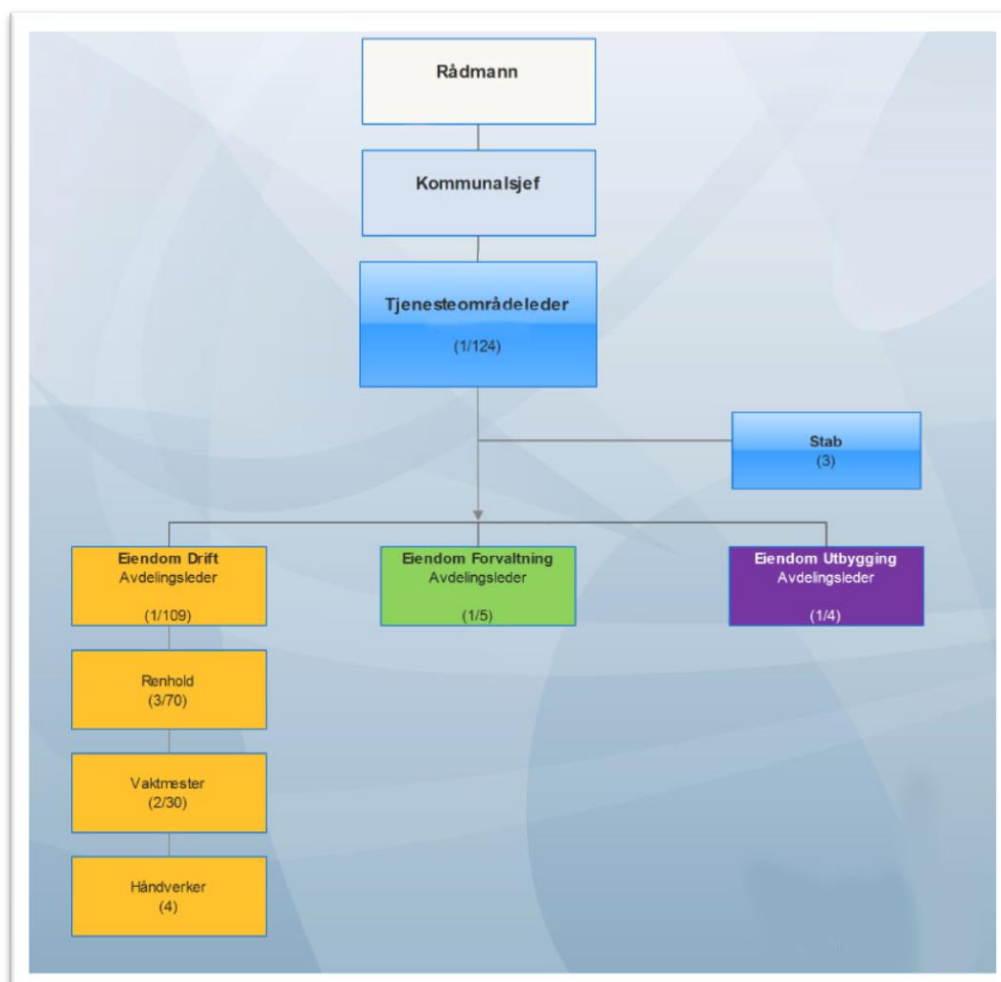 Rådmann
Kommunalsjef
Tjenesteområdeleder
(1/124)
Stab
(3)
Eiendom Drift
Avdelingsleder
(1/109)
Eiendom Forvaltning
Avdelingsleder
(1/5)
Eiendom Utbygging
Avdelingsleder
(1/4)
Renhold
(3/70)
Vaktmester
(2/30)
Håndverker
(4)